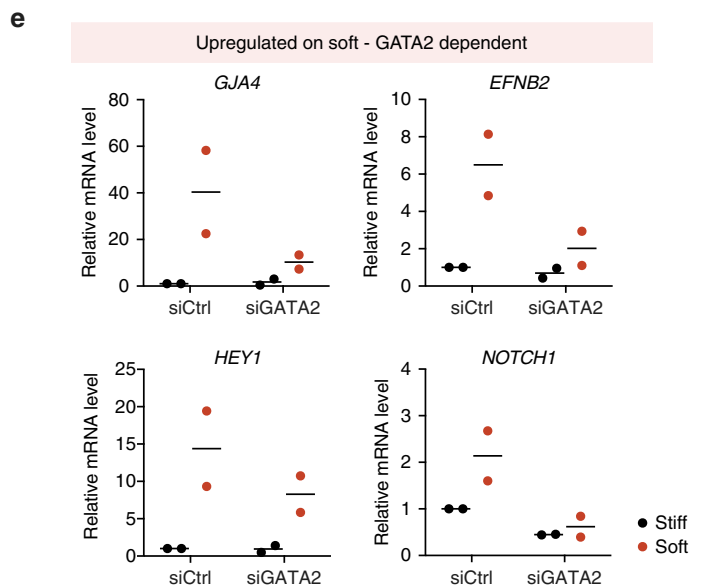 e
Upregulated on soft - GATA2 dependent
GJA4
Relative mRNA level
80
60
40
20
0
siCtrl siGATA2
EFNB2
Relative mRNA level
10
8
6
4
2
0
siCtrl siGATA2
HEY1
Relative mRNA level
25
20
15
10
5
0
siCtrl siGATA2
NOTCH1
Relative mRNA level
4
3
2
1
0
siCtrl siGATA2
Stiff
Soft